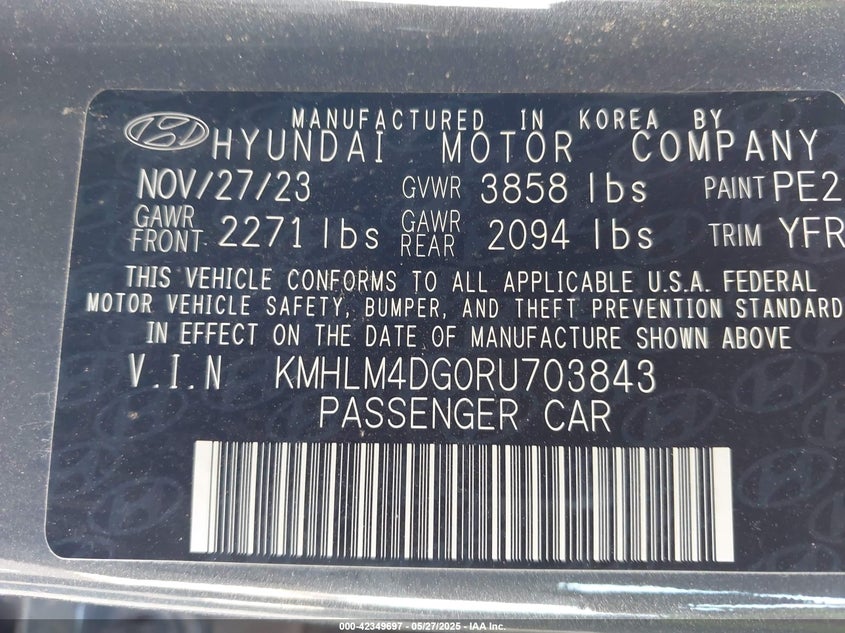 MANUFACTURED IN KOREA BY
HYUNDAI MOTOR COMPANY
NOV/27/23 GVWR 3858 lbs PAINT PE2
GAWR FRONT 2271 lbs GAWR REAR 2094 lbs TRIM YFR
THIS VEHICLE CONFORMS TO ALL APPLICABLE U.S.A. FEDERAL
MOTOR VEHICLE SAFETY, BUMPER, AND THEFT PREVENTION STANDARD
IN EFFECT ON THE DATE OF MANUFACTURE SHOWN ABOVE
V.I.N KMHLM4DG0RU703843
PASSENGER CAR
000-42349697 - 05/27/2025 - IAA Inc.